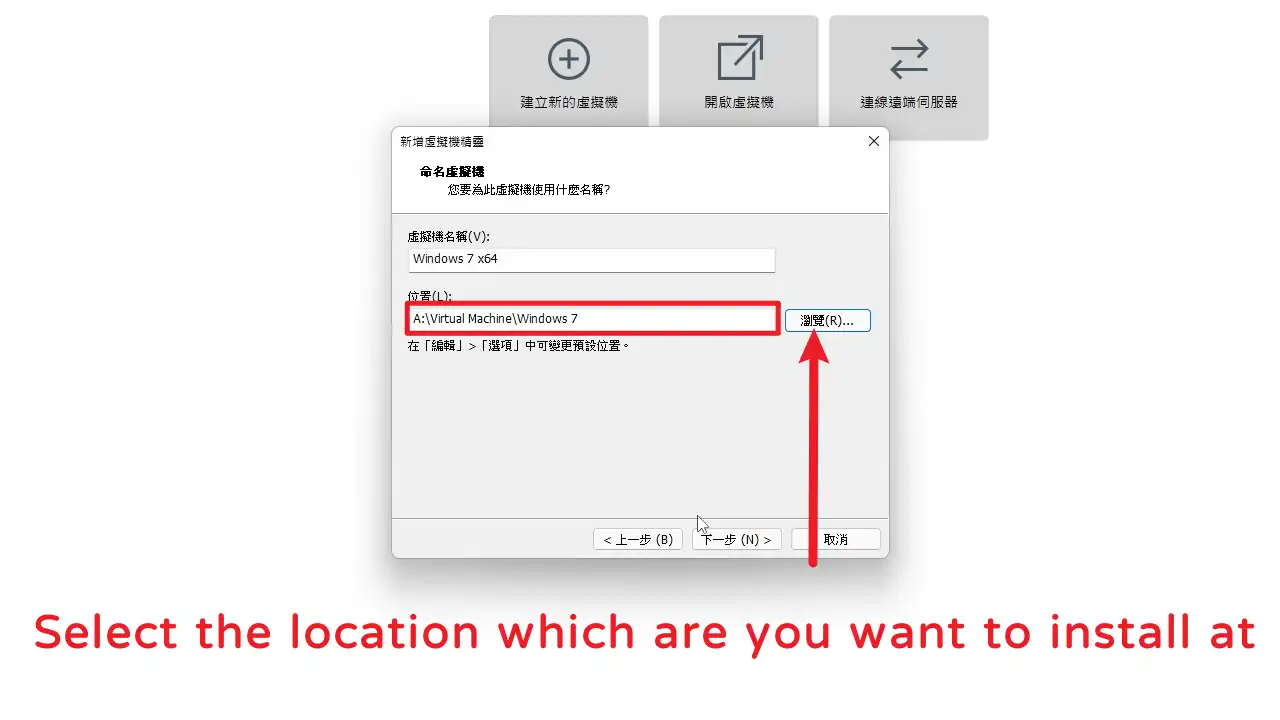 建立新的虛擬機
開啟虛擬機
連線遠端伺服器
新增虛擬機精靈
命名虛擬機
您要為此虛擬機使用什麼名稱?
虛擬機名稱(V):
Windows 7 x64
位置(L):
A:\Virtual Machine\Windows 7
瀏覽(R)...
在「編輯」>「選項」中可變更預設位置。
< 上一步 (B)
下一步 (N) >
取消
Select the location which are you want to install at